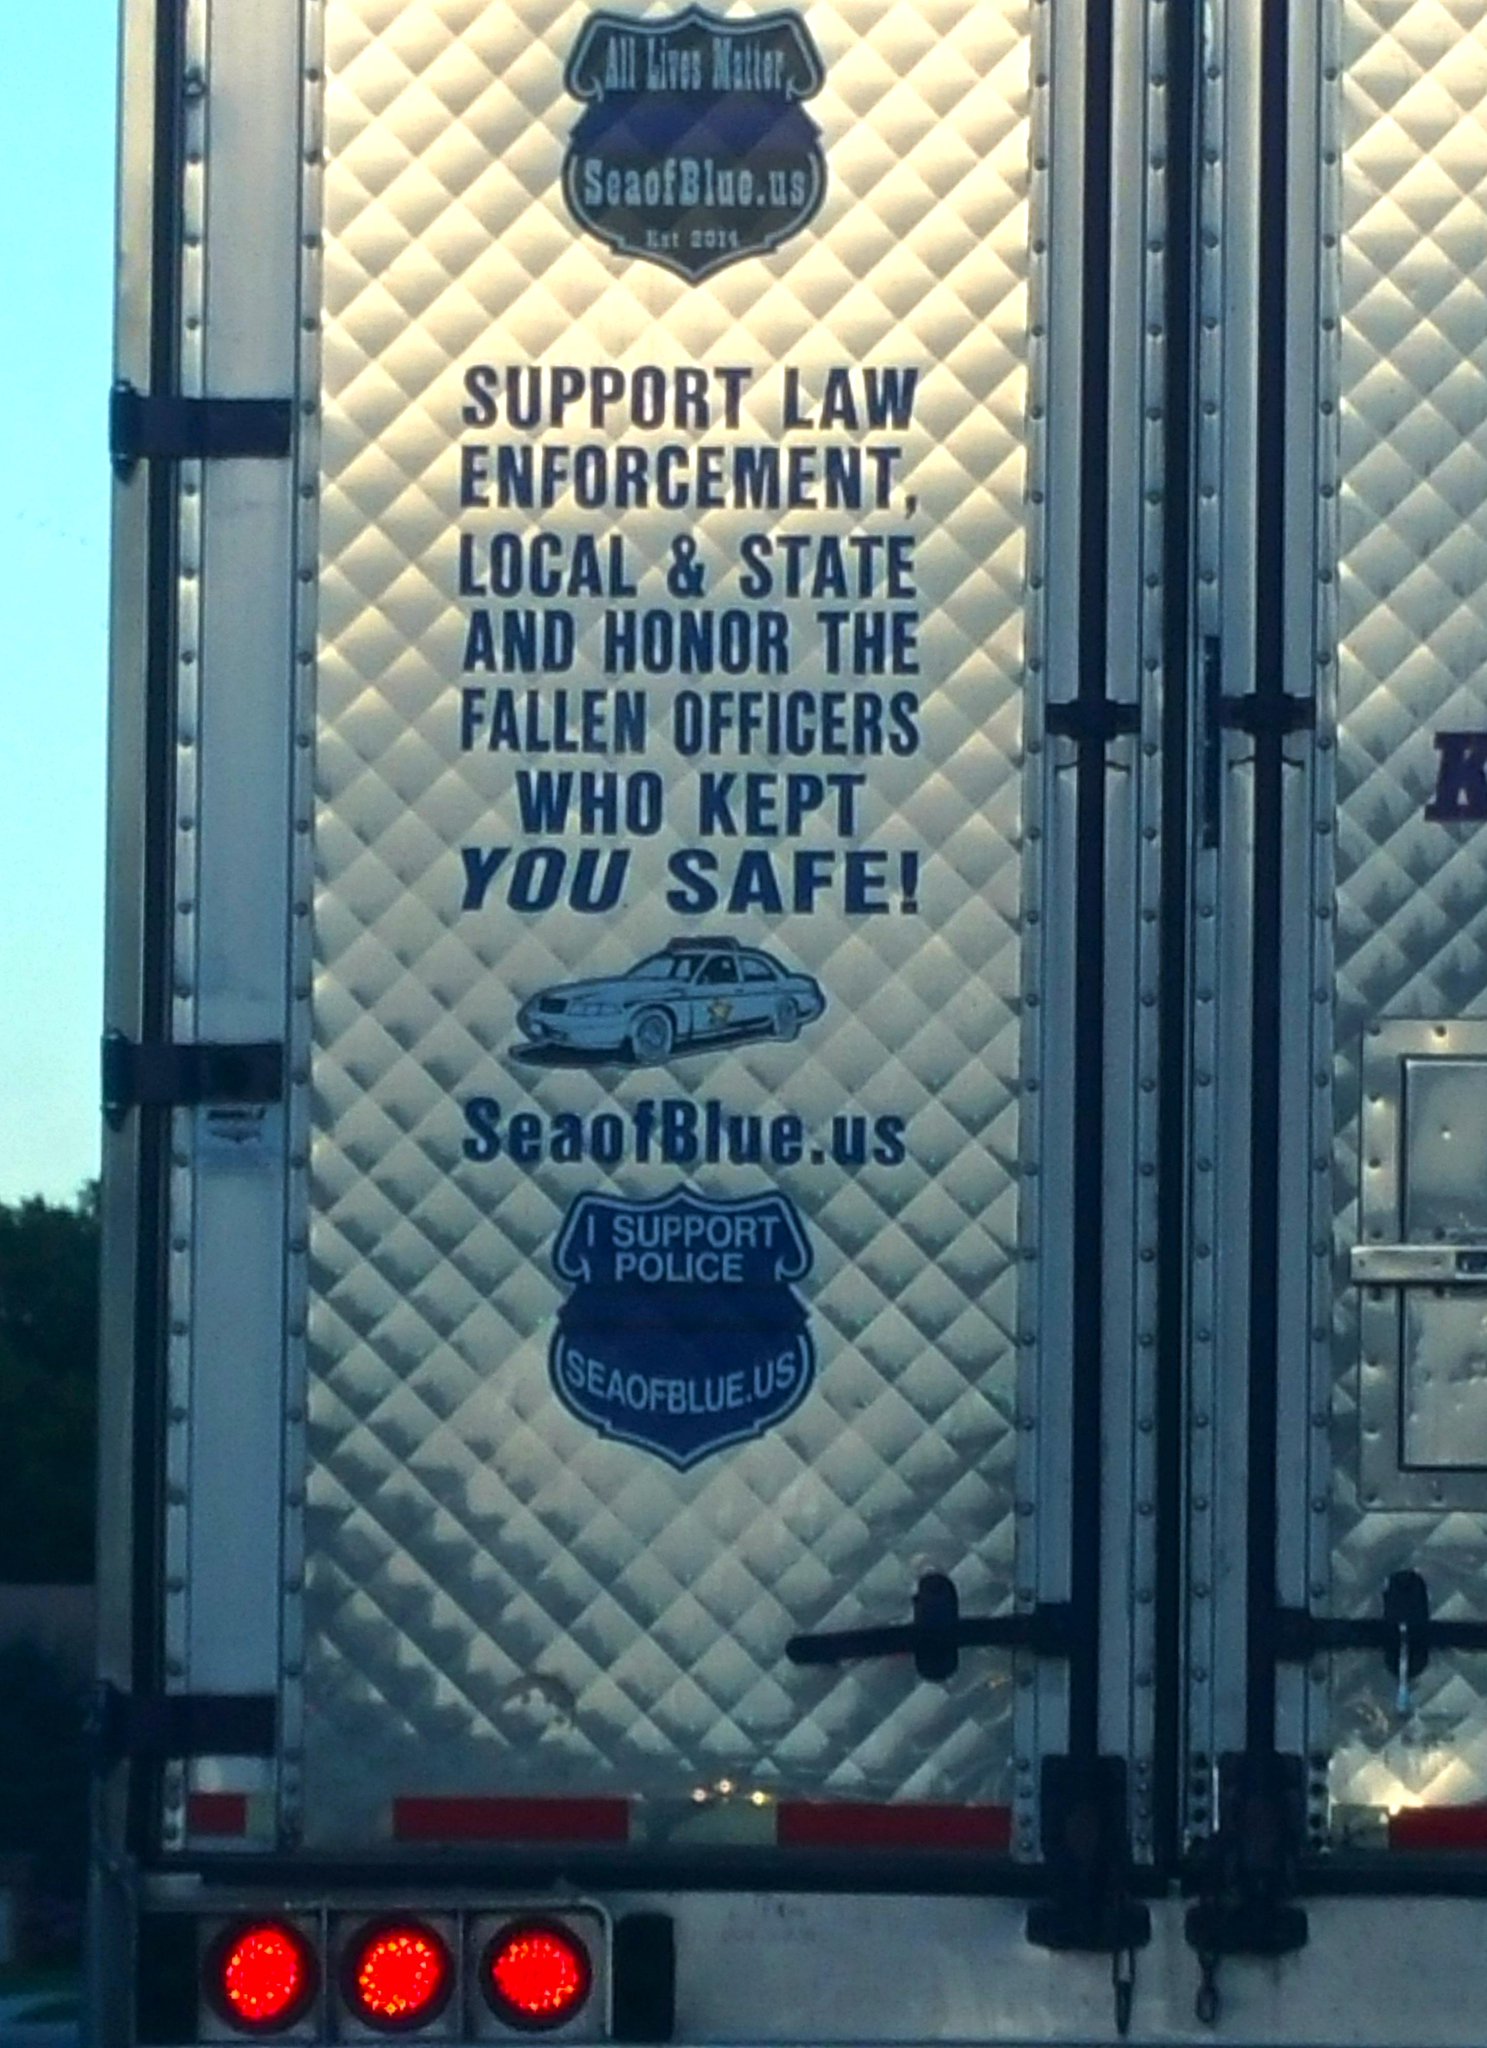 All Lives Matter
SeaofBlue.us
Est 2014
SUPPORT LAW
ENFORCEMENT,
LOCAL & STATE
AND HONOR THE
FALLEN OFFICERS
WHO KEPT
YOU SAFE!
SeaofBlue.us
I SUPPORT
POLICE
SEAOFBLUE.US
K